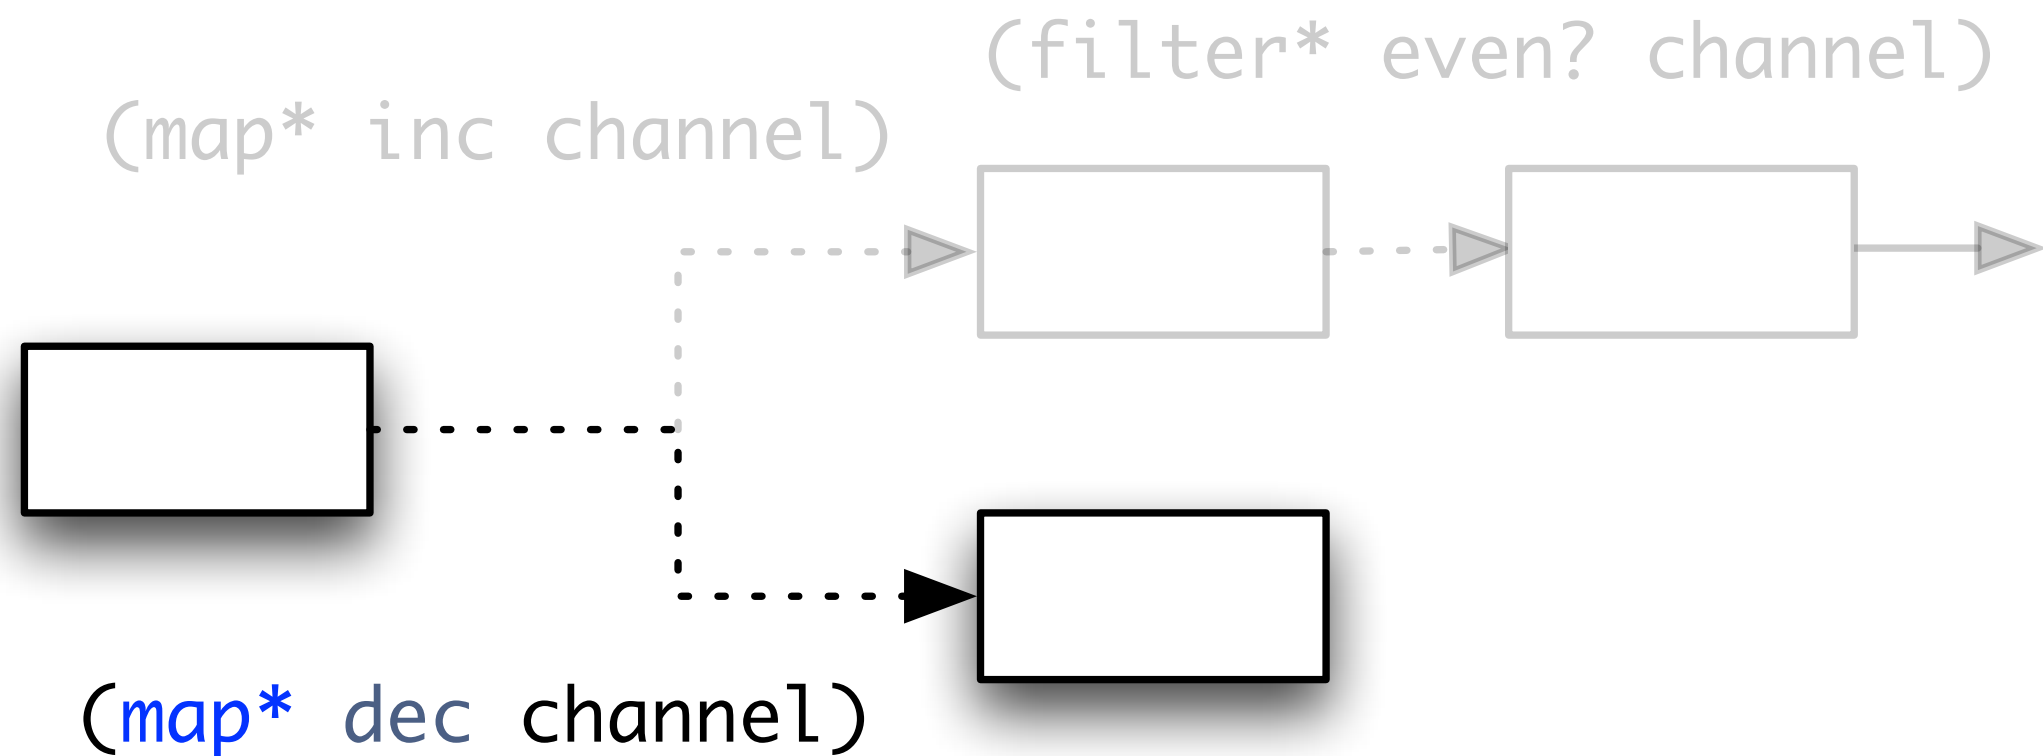 (filter* even? channel)
(map* inc channel)
(map* dec channel)